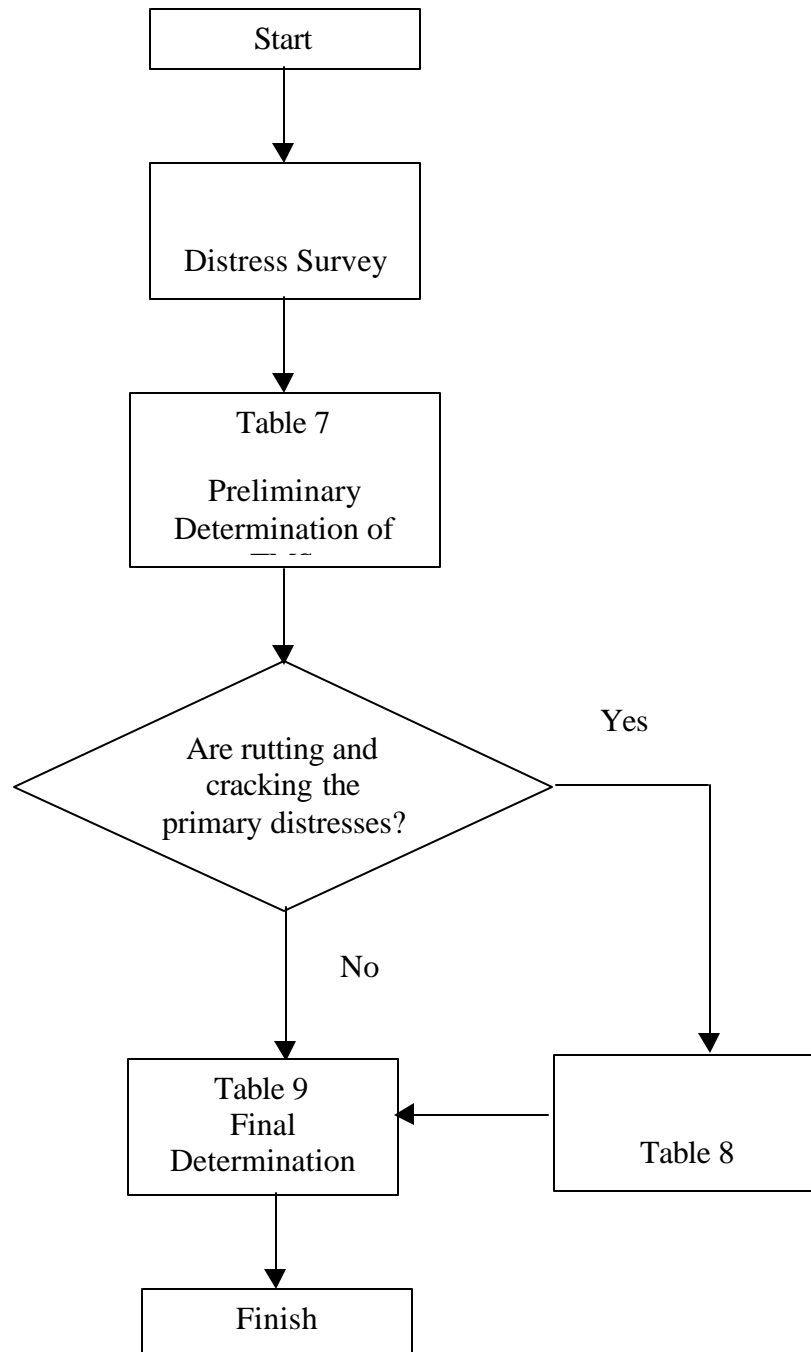 Start
Distress Survey
Table 7
Preliminary
Determination of
Are rutting and
cracking the
primary distresses?
Yes
No
Table 9
Final
Determination
Table 8
Finish